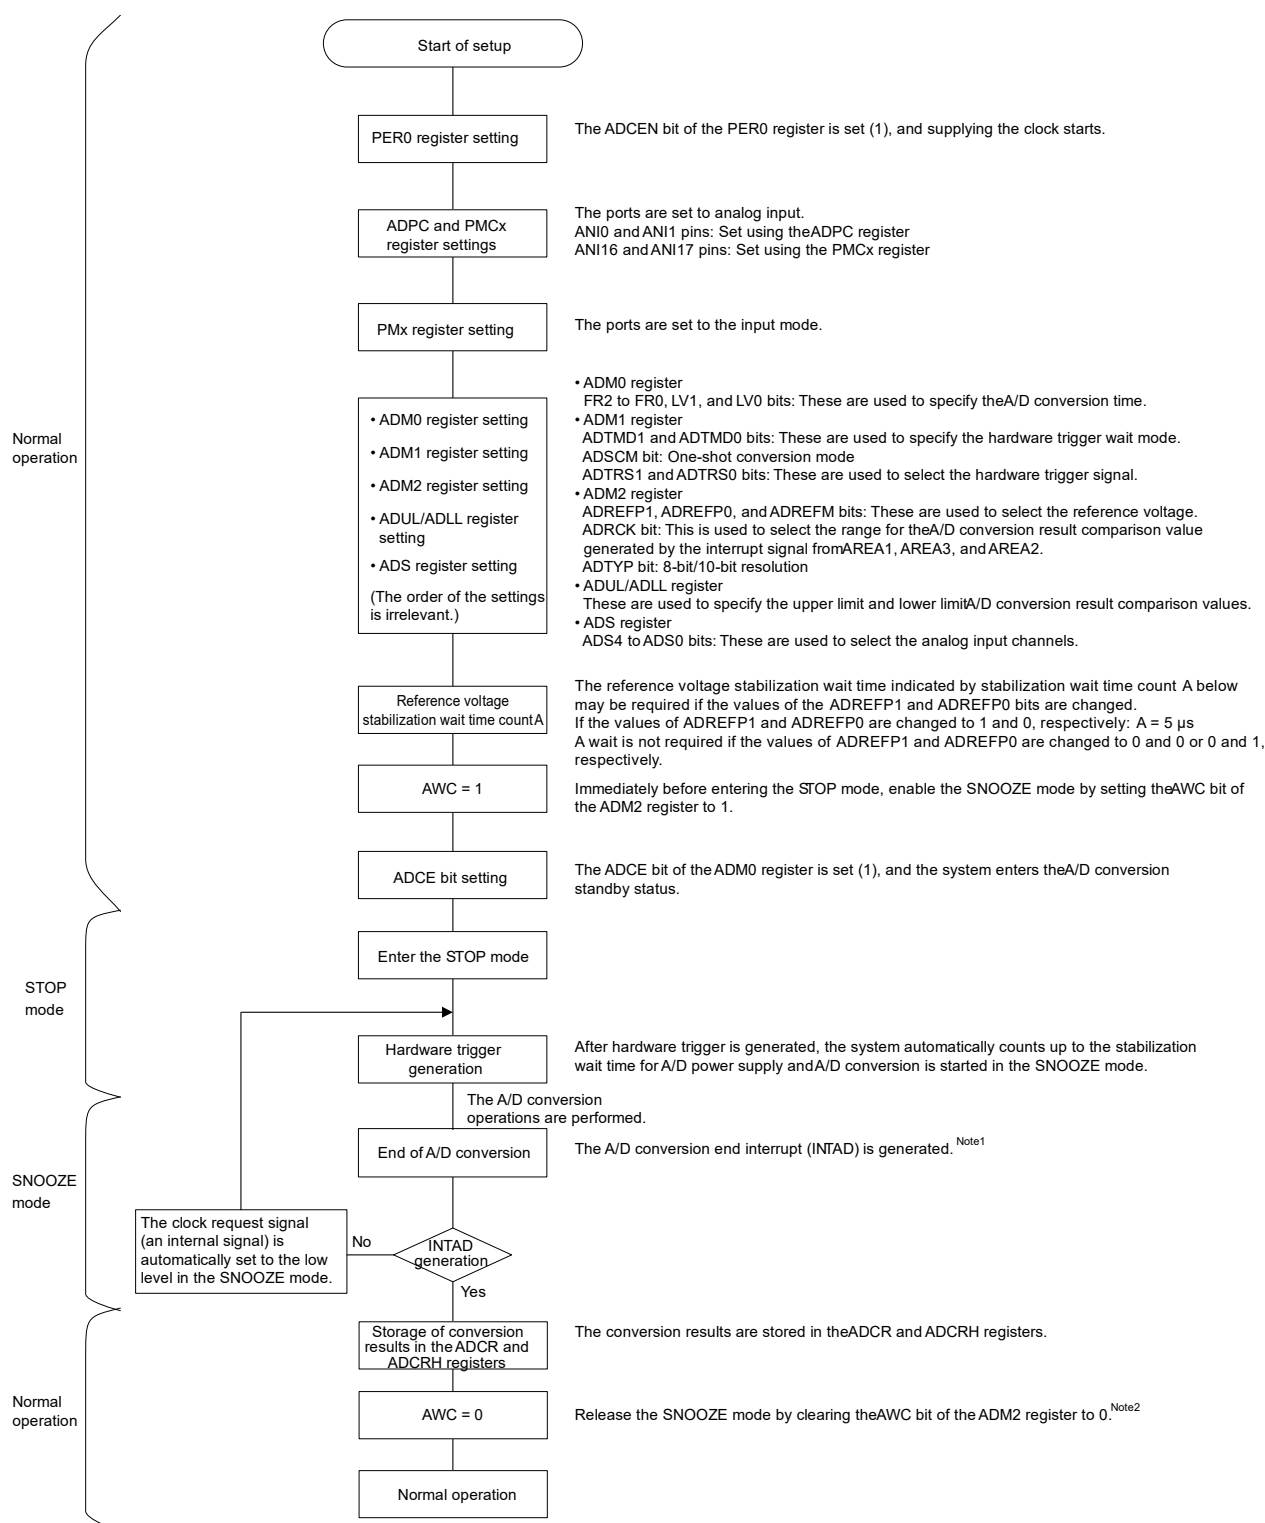 Start of setup
PER0 register setting
The ADCEN bit of the PER0 register is set (1), and supplying the clock starts.
ADPC and PMCx
register settings
The ports are set to analog input.
ANI0 and ANI1 pins: Set using the ADPC register
ANI16 and ANI17 pins: Set using the PMCx register
PMx register setting
The ports are set to the input mode.
Normal
operation
• ADM0 register setting
• ADM1 register setting
• ADM2 register setting
• ADUL/ADLL register
setting
• ADS register setting
(The order of the settings
is irrelevant.)
• ADM0 register
FR2 to FR0, LV1, and LV0 bits: These are used to specify the A/D conversion time.
• ADM1 register
ADTMD1 and ADTMD0 bits: These are used to specify the hardware trigger wait mode.
ADSCM bit: One-shot conversion mode
ADTRS1 and ADTRS0 bits: These are used to select the hardware trigger signal.
• ADM2 register
ADREFP1, ADREFP0, and ADREFM bits: These are used to select the reference voltage.
ADRCK bit: This is used to select the range for the A/D conversion result comparison value
generated by the interrupt signal from AREA1, AREA3, and AREA2.
ADTYP bit: 8-bit/10-bit resolution
• ADUL/ADLL register
These are used to specify the upper limit and lower limit A/D conversion result comparison values.
• ADS register
ADS4 to ADS0 bits: These are used to select the analog input channels.
Reference voltage
stabilization wait time count A
The reference voltage stabilization wait time indicated by stabilization wait time count A below
may be required if the values of the ADREFP1 and ADREFP0 bits are changed.
If the values of ADREFP1 and ADREFP0 are changed to 1 and 0, respectively: A = 5 µs
A wait is not required if the values of ADREFP1 and ADREFP0 are changed to 0 and 0 or 0 and 1,
respectively.
AWC = 1
Immediately before entering the STOP mode, enable the SNOOZE mode by setting the AWC bit of
the ADM2 register to 1.
ADCE bit setting
The ADCE bit of the ADM0 register is set (1), and the system enters the A/D conversion
standby status.
Enter the STOP mode
STOP
mode
Hardware trigger
generation
After hardware trigger is generated, the system automatically counts up to the stabilization
wait time for A/D power supply and A/D conversion is started in the SNOOZE mode.
The A/D conversion
operations are performed.
End of A/D conversion
The A/D conversion end interrupt (INTAD) is generated. Note1
SNOOZE
mode
The clock request signal
(an internal signal) is
automatically set to the low
level in the SNOOZE mode.
No
INTAD
generation
Yes
Storage of conversion
results in the ADCR and
ADCRH registers
The conversion results are stored in the ADCR and ADCRH registers.
Normal
operation
AWC = 0
Release the SNOOZE mode by clearing the AWC bit of the ADM2 register to 0. Note2
Normal operation